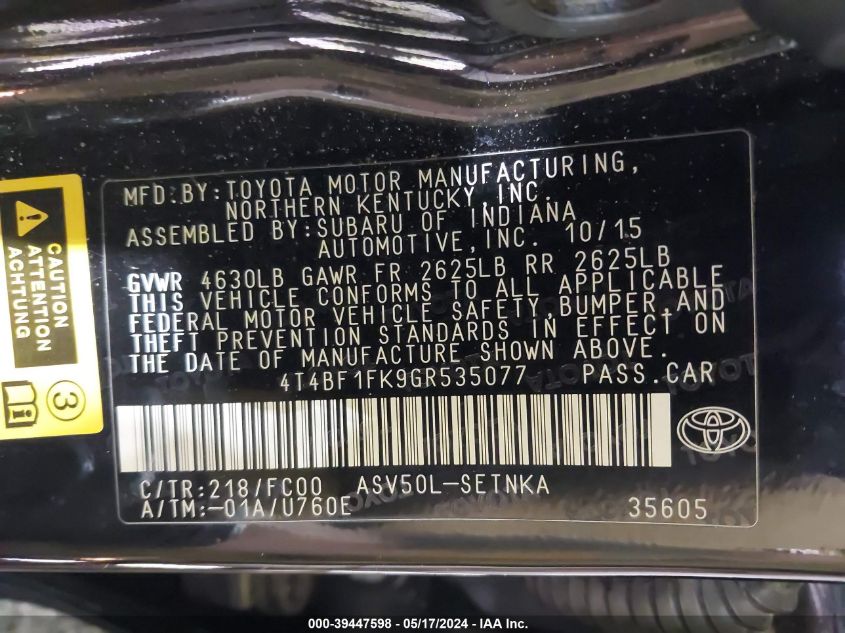 MFD.BY:TOYOTA MOTOR MANUFACTURING,
NORTHERN KENTUCKY,INC.
ASSEMBLED BY:SUBARU OF INDIANA
AUTOMOTIVE,INC. 10/15
GVWR 4630LB GAWR FR 2625LB RR 2625LB
THIS VEHICLE CONFORMS TO ALL APPLICABLE
FEDERAL MOTOR VEHICLE SAFETY,BUMPER,AND
THEFT PREVENTION STANDARDS IN EFFECT ON
THE DATE OF MANUFACTURE SHOWN ABOVE.
4T4BF1FK9GR535077 PASS.CAR
C/TR:218/FC00 ASV50L-SETNKA
A/TM:-01A/U760E 35605
CAUTION
ATTENTION
ACHTUNG
3
000-39447598 - 05/17/2024 - IAA Inc.